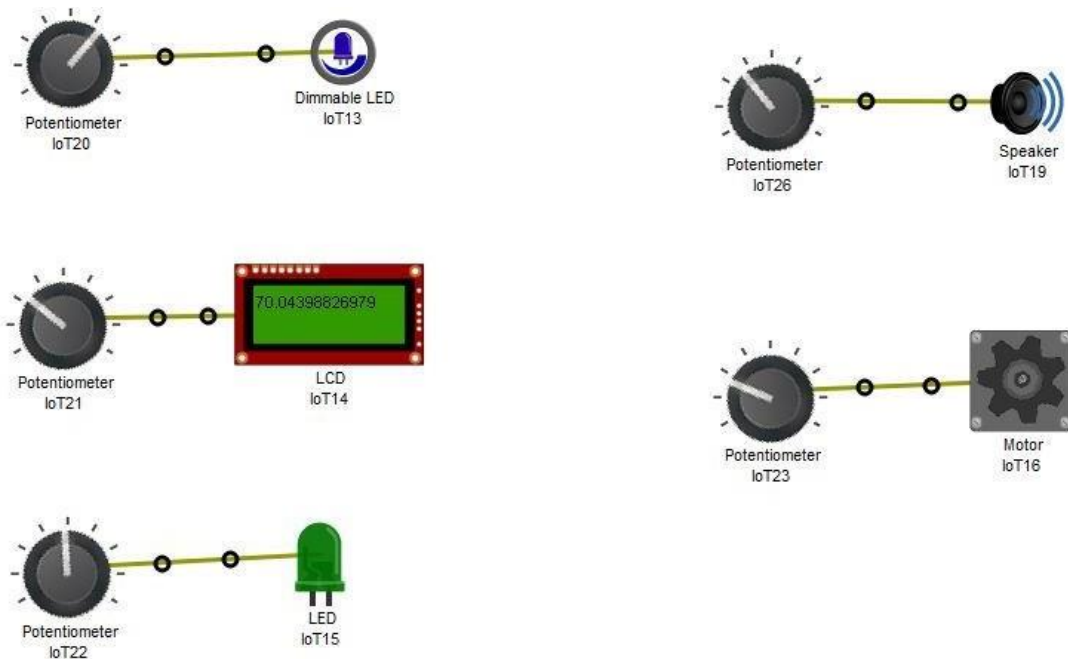 Dimmable LED
IoT13
Potentiometer
IoT20
Speaker
IoT19
Potentiometer
IoT26
70.04398826979
LCD
IoT14
Potentiometer
IoT21
Motor
IoT16
Potentiometer
IoT23
LED
IoT15
Potentiometer
IoT22